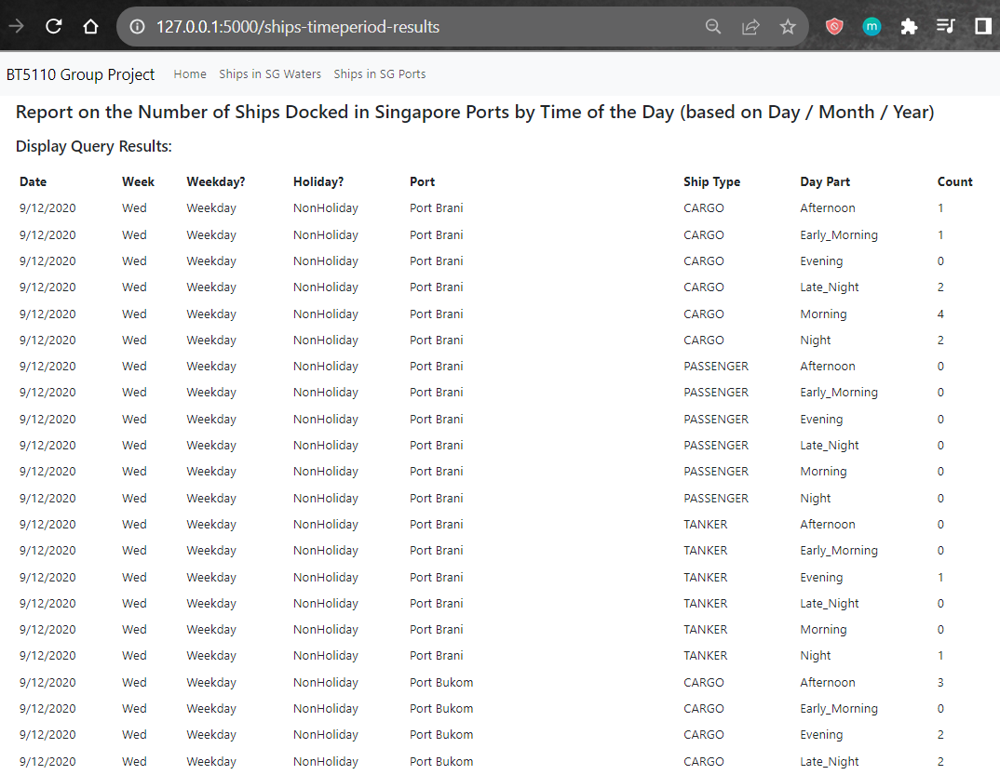 127.0.0.1:5000/ships-timeperiod-results
m
BT5110 Group Project Home Ships in SG Waters Ships in SG Ports
Report on the Number of Ships Docked in Singapore Ports by Time of the Day (based on Day / Month / Year)
Display Query Results:
Date Week Weekday? Holiday? Port Ship Type Day Part Count
9/12/2020 Wed Weekday NonHoliday Port Brani CARGO Afternoon 1
9/12/2020 Wed Weekday NonHoliday Port Brani CARGO Early_Morning 1
9/12/2020 Wed Weekday NonHoliday Port Brani CARGO Evening 0
9/12/2020 Wed Weekday NonHoliday Port Brani CARGO Late_Night 2
9/12/2020 Wed Weekday NonHoliday Port Brani CARGO Morning 4
9/12/2020 Wed Weekday NonHoliday Port Brani CARGO Night 2
9/12/2020 Wed Weekday NonHoliday Port Brani PASSENGER Afternoon 0
9/12/2020 Wed Weekday NonHoliday Port Brani PASSENGER Early_Morning 0
9/12/2020 Wed Weekday NonHoliday Port Brani PASSENGER Evening 0
9/12/2020 Wed Weekday NonHoliday Port Brani PASSENGER Late_Night 0
9/12/2020 Wed Weekday NonHoliday Port Brani PASSENGER Morning 0
9/12/2020 Wed Weekday NonHoliday Port Brani PASSENGER Night 0
9/12/2020 Wed Weekday NonHoliday Port Brani TANKER Afternoon 0
9/12/2020 Wed Weekday NonHoliday Port Brani TANKER Early_Morning 0
9/12/2020 Wed Weekday NonHoliday Port Brani TANKER Evening 1
9/12/2020 Wed Weekday NonHoliday Port Brani TANKER Late_Night 0
9/12/2020 Wed Weekday NonHoliday Port Brani TANKER Morning 0
9/12/2020 Wed Weekday NonHoliday Port Brani TANKER Night 1
9/12/2020 Wed Weekday NonHoliday Port Bukom CARGO Afternoon 3
9/12/2020 Wed Weekday NonHoliday Port Bukom CARGO Early_Morning 0
9/12/2020 Wed Weekday NonHoliday Port Bukom CARGO Evening 2
9/12/2020 Wed Weekday NonHoliday Port Bukom CARGO Late_Night 2